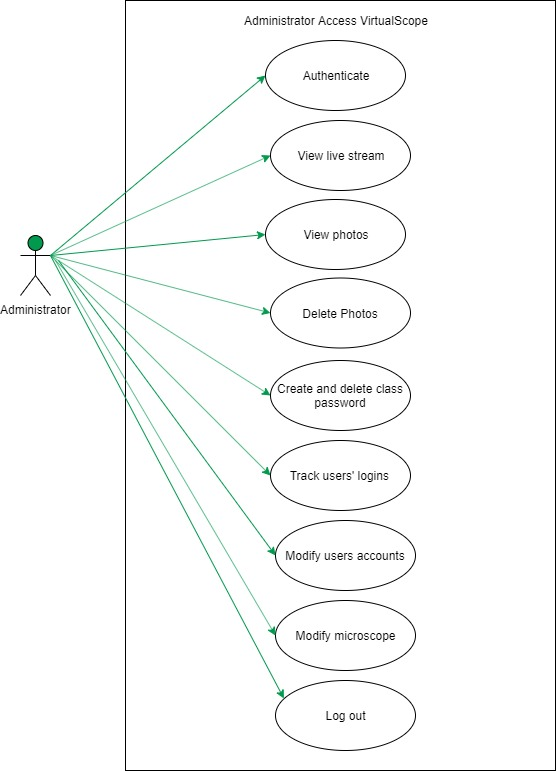 Administrator Access VirtualScope
Authenticate
View live stream
View photos
Administrator
Delete Photos
Create and delete class
password
Track users' logins
Modify users accounts
Modify microscope
Log out